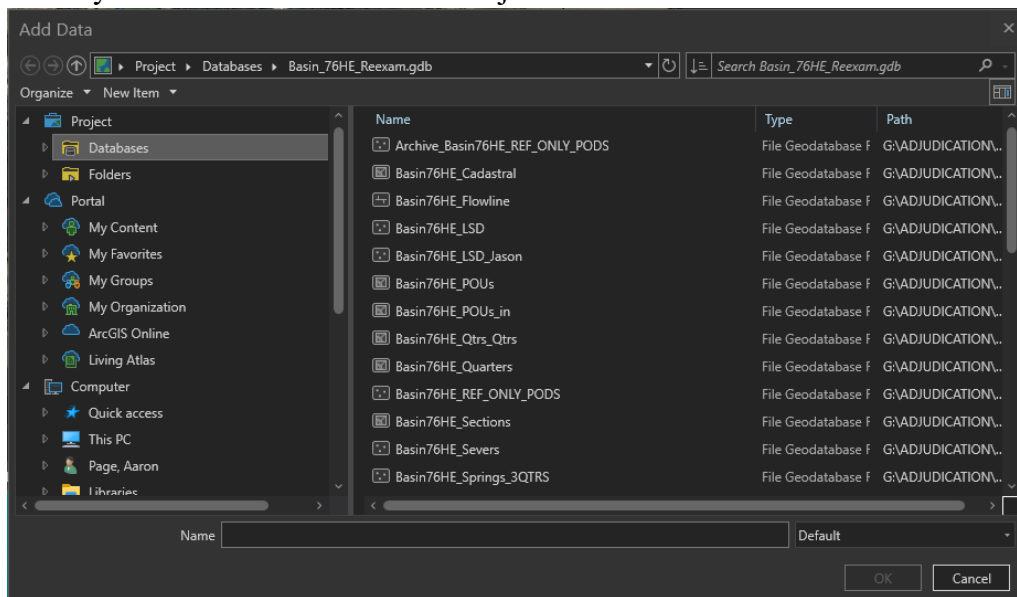 Add Data
Project Databases Basin_76HE_Reexam.gdb Search Basin_76HE_Reexam.gdb
Organize New Item
Project
Databases
Folders
Portal
My Content
My Favorites
My Groups
My Organization
ArcGIS Online
Living Atlas
Computer
Quick access
This PC
Page, Aaron
Libraries
Name Type Path
Archive_Basin76HE_REF_ONLY_PODS File Geodatabase F G:\ADJUDICATION\..
Basin76HE_Cadastral File Geodatabase F G:\ADJUDICATION\..
Basin76HE_Flowline File Geodatabase F G:\ADJUDICATION\..
Basin76HE_LSD File Geodatabase F G:\ADJUDICATION\..
Basin76HE_LSD_Jason File Geodatabase F G:\ADJUDICATION\..
Basin76HE_POUs File Geodatabase F G:\ADJUDICATION\..
Basin76HE_POUs_in File Geodatabase F G:\ADJUDICATION\..
Basin76HE_Qtrs_Qtrs File Geodatabase F G:\ADJUDICATION\..
Basin76HE_Quarters File Geodatabase F G:\ADJUDICATION\..
Basin76HE_REF_ONLY_PODS File Geodatabase F G:\ADJUDICATION\..
Basin76HE_Sections File Geodatabase F G:\ADJUDICATION\..
Basin76HE_Severs File Geodatabase F G:\ADJUDICATION\..
Basin76HE_Springs_3QTRS File Geodatabase F G:\ADJUDICATION\..
Name Default
OK Cancel